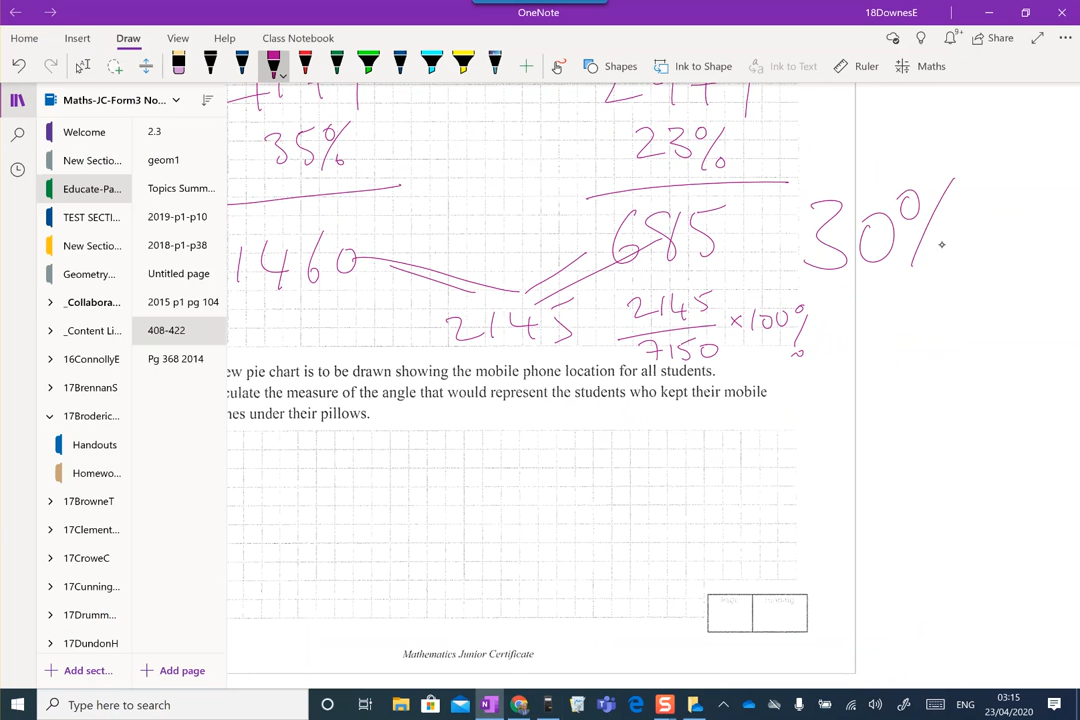 OneNote
18DownesE
Home Insert Draw View Help Class Notebook
9+
Share
Shapes
Ink to Shape
Ink to Text
Ruler
Maths
Maths-JC-Form3 No...
Welcome
New Sectio...
Educate-Pa...
TEST SECTI...
New Sectio...
Geometry...
_Collabora...
_Content Li...
16ConnollyE
17BrennanS
17Broderic...
Handouts
Homewo...
17BrowneT
17Clement...
17CroweC
17Cunning...
17Drumm...
17DundonH
Add sect...
2.3
geom1
Topics Summ...
2019-p1-p10
2018-p1-p38
Untitled page
2015 p1 pg 104
408-422
Pg 368 2014
Add page
35%
23%
1460
685
30%
2145
2145
7150
×100%
ew pie chart is to be drawn showing the mobile phone location for all students.
culate the measure of the angle that would represent the students who kept their mobile
nes under their pillows.
Mathematics Junior Certificate
Type here to search
ENG
03:15
23/04/2020